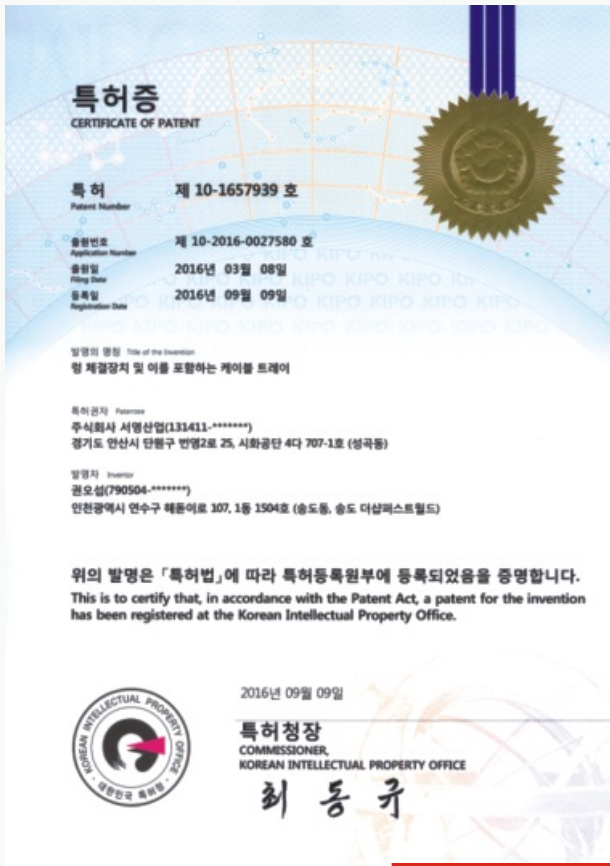 특허증
CERTIFICATE OF PATENT
특 허 제 10-1657939 호
Patent Number
출원번호 제 10-2016-0027580 호
Application Number
출원일 2016년 03월 08일
Filing Date
등록일 2016년 09월 09일
Registration Date
KIPO KIPO KIPO KIPO KIPO KIPO KIPO
발명의 명칭 Title of the Invention
렁 체결장치 및 이를 포함하는 케이블 트레이
특허권자 Patentee
주식회사 서영산업(131411-*******)
경기도 안산시 단원구 번영2로 25, 시화공단 4다 707-1호 (성곡동)
발명자 Inventor
권오섭(790504-*******)
인천광역시 연수구 해돋이로 107, 1동 1504호 (송도동, 송도 더샵퍼스트월드)
위의 발명은 「특허법」에 따라 특허등록원부에 등록되었음을 증명합니다.
This is to certify that, in accordance with the Patent Act, a patent for the invention
has been registered at the Korean Intellectual Property Office.
2016년 09월 09일
특허청장
COMMISSIONER,
KOREAN INTELLECTUAL PROPERTY OFFICE
최동규
KOREAN INTELLECTUAL PROPERTY OFFICE
대한민국 특허청